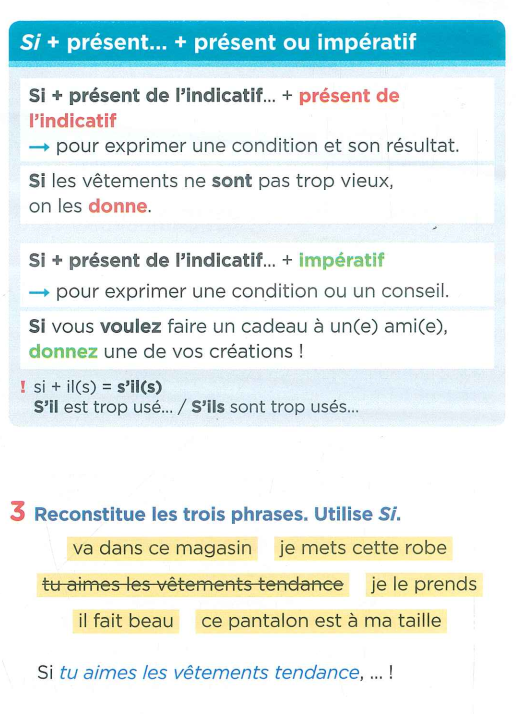 Si + présent... + présent ou impératif
Si + présent de l'indicatif... + présent de
l'indicatif
→ pour exprimer une condition et son résultat.
Si les vêtements ne sont pas trop vieux,
on les donne.
Si + présent de l'indicatif... + impératif
→ pour exprimer une condition ou un conseil.
Si vous voulez faire un cadeau à un(e) ami(e),
donnez une de vos créations !
! si + il(s) = s'il(s)
S'il est trop usé... / S'ils sont trop usés...
3 Reconstitue les trois phrases. Utilise Si.
va dans ce magasin je mets cette robe
tu aimes les vêtements tendance je le prends
il fait beau ce pantalon est à ma taille
Si tu aimes les vêtements tendance, ... !